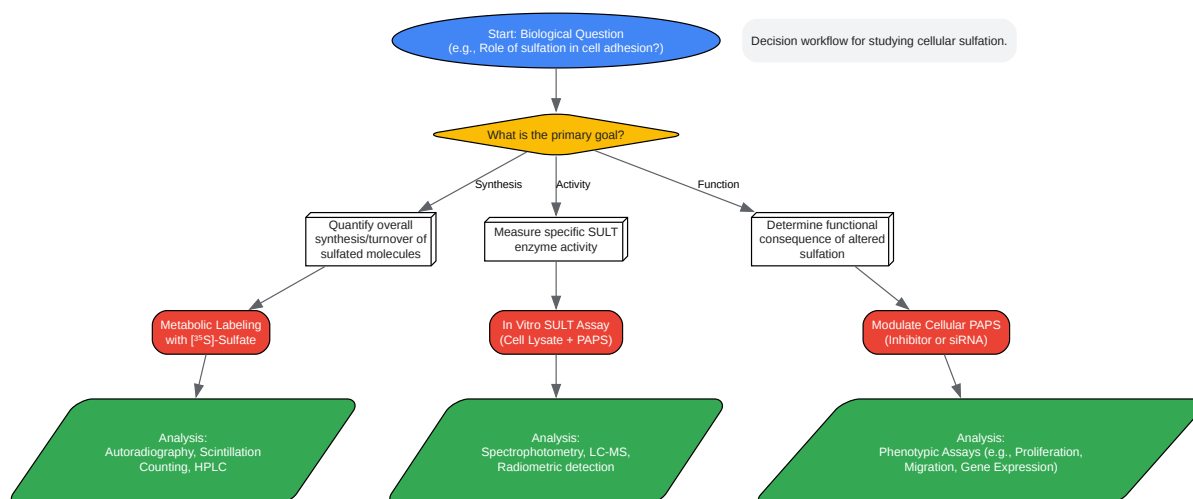 Start: Biological Question
(e.g., Role of sulfation in cell adhesion?)
Decision workflow for studying cellular sulfation.
What is the primary goal?
Synthesis
Activity
Function
Quantify overall
synthesis/turnover of
sulfated molecules
Measure specific SULT
enzyme activity
Determine functional
consequence of altered
sulfation
Metabolic Labeling
with [³⁵S]-Sulfate
In Vitro SULT Assay
(Cell Lysate + PAPS)
Modulate Cellular PAPS
(Inhibitor or siRNA)
Analysis:
Autoradiography, Scintillation
Counting, HPLC
Analysis:
Spectrophotometry, LC-MS,
Radiometric detection
Analysis:
Phenotypic Assays (e.g., Proliferation,
Migration, Gene Expression)